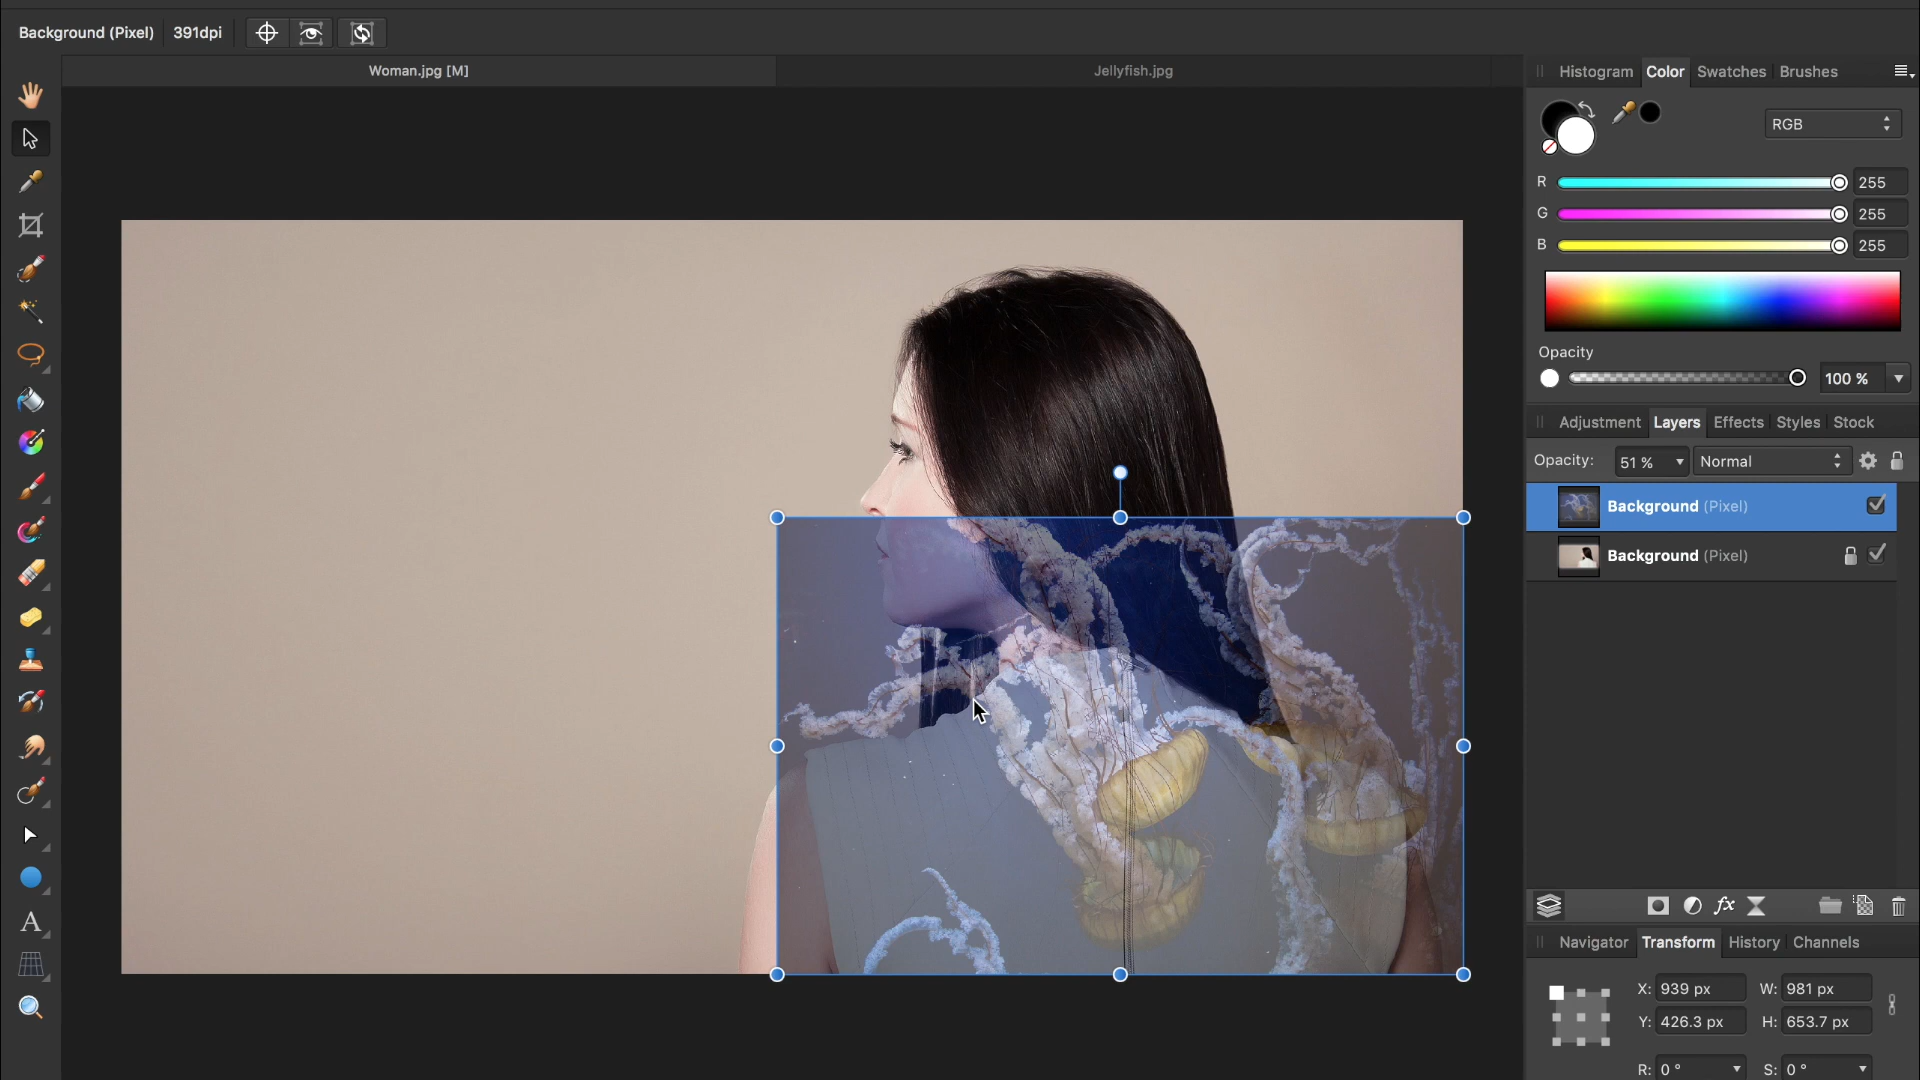 Background (Pixel) 391dpi
Woman.jpg [M] Jellyfish.jpg
Histogram Color Swatches Brushes
RGB
R 255
G 255
B 255
Opacity
100 %
Adjustment Layers Effects Styles Stock
Opacity: 51 % Normal
Background (Pixel)
Background (Pixel)
fx
A
Navigator Transform History Channels
X: 939 px W: 981 px
Y: 426.3 px H: 653.7 px
R: 0 ° S: 0 °